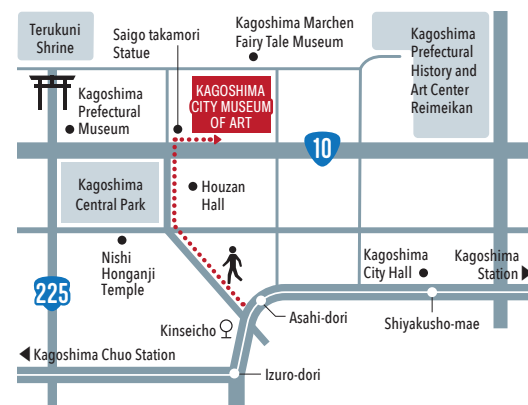 Terukuni
Shrine
Saigo takamori
Statue
Kagoshima Marchen
Fairy Tale Museum
Kagoshima
Prefectural
History and
Art Center
Reimeikan
Kagoshima
Prefectural
Museum
KAGOSHIMA
CITY MUSEUM
OF ART
10
Kagoshima
Central Park
Houzan
Hall
Nishi
Honganji
Temple
Kagoshima
City Hall
Kagoshima
Station
225
Kinseicho
Asahi-dori
Shiyakusho-mae
Kagoshima Chuo Station
Izuro-dori